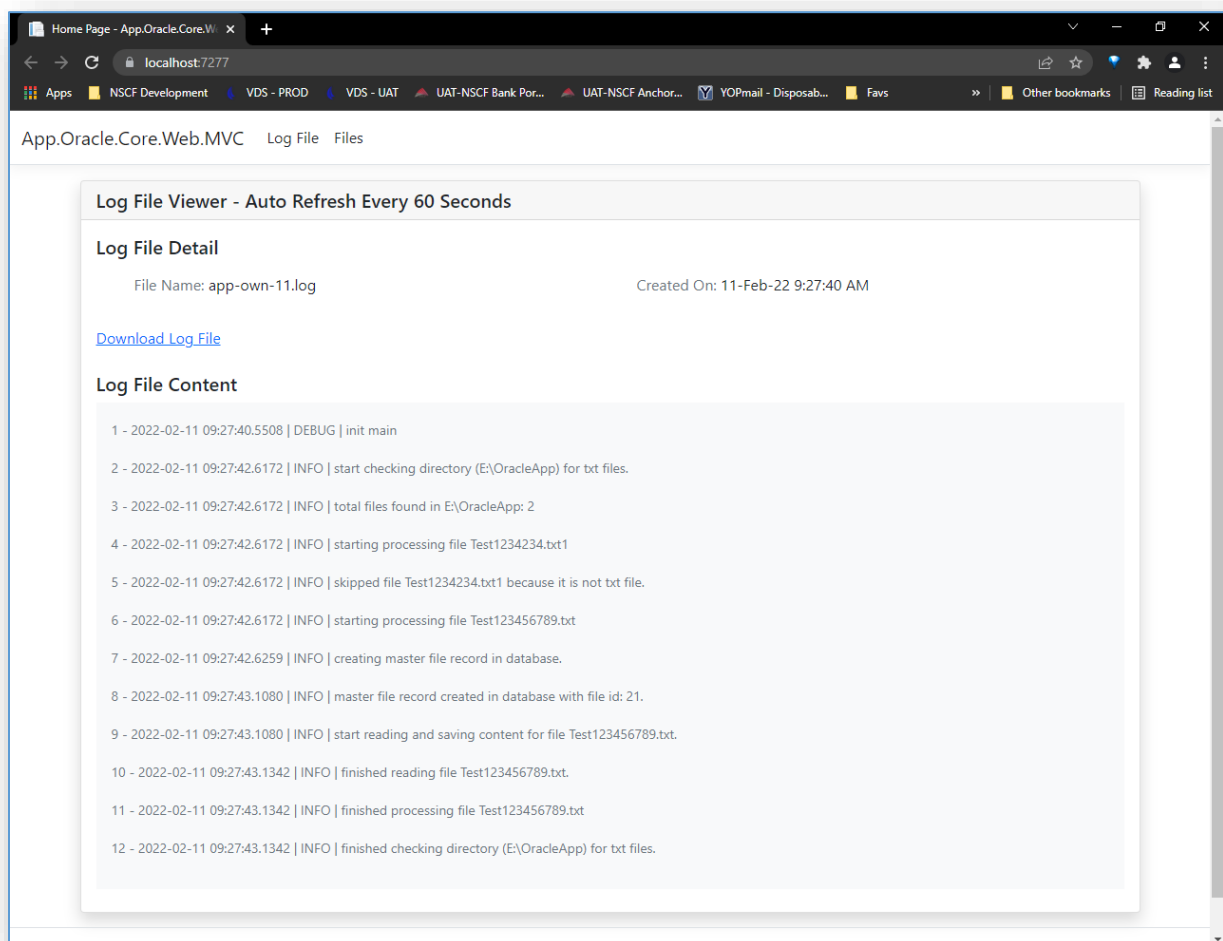 Home Page - App.Oracle.Core.W
localhost:7277
Apps NSCF Development VDS - PROD VDS - UAT UAT-NSCF Bank Por... UAT-NSCF Anchor... YOPmail - Disposab... Favs » Other bookmarks Reading list
App.Oracle.Core.Web.MVC Log File Files
Log File Viewer - Auto Refresh Every 60 Seconds
Log File Detail
File Name: app-own-11.log Created On: 11-Feb-22 9:27:40 AM
Download Log File
Log File Content
1 - 2022-02-11 09:27:40.5508 | DEBUG | init main
2 - 2022-02-11 09:27:42.6172 | INFO | start checking directory (E:\OracleApp) for txt files.
3 - 2022-02-11 09:27:42.6172 | INFO | total files found in E:\OracleApp: 2
4 - 2022-02-11 09:27:42.6172 | INFO | starting processing file Test1234234.txt1
5 - 2022-02-11 09:27:42.6172 | INFO | skipped file Test1234234.txt1 because it is not txt file.
6 - 2022-02-11 09:27:42.6172 | INFO | starting processing file Test123456789.txt
7 - 2022-02-11 09:27:42.6259 | INFO | creating master file record in database.
8 - 2022-02-11 09:27:43.1080 | INFO | master file record created in database with file id: 21.
9 - 2022-02-11 09:27:43.1080 | INFO | start reading and saving content for file Test123456789.txt.
10 - 2022-02-11 09:27:43.1342 | INFO | finished reading file Test123456789.txt.
11 - 2022-02-11 09:27:43.1342 | INFO | finished processing file Test123456789.txt
12 - 2022-02-11 09:27:43.1342 | INFO | finished checking directory (E:\OracleApp) for txt files.